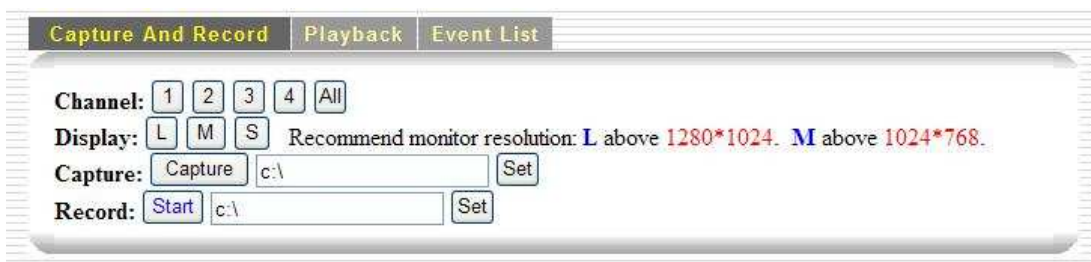 Capture And Record Playback Event List
Channel: 1 2 3 4 All
Display: L M S Recommend monitor resolution: L above 1280*1024. M above 1024*768.
Capture: Capture c:\ Set
Record: Start c:\ Set